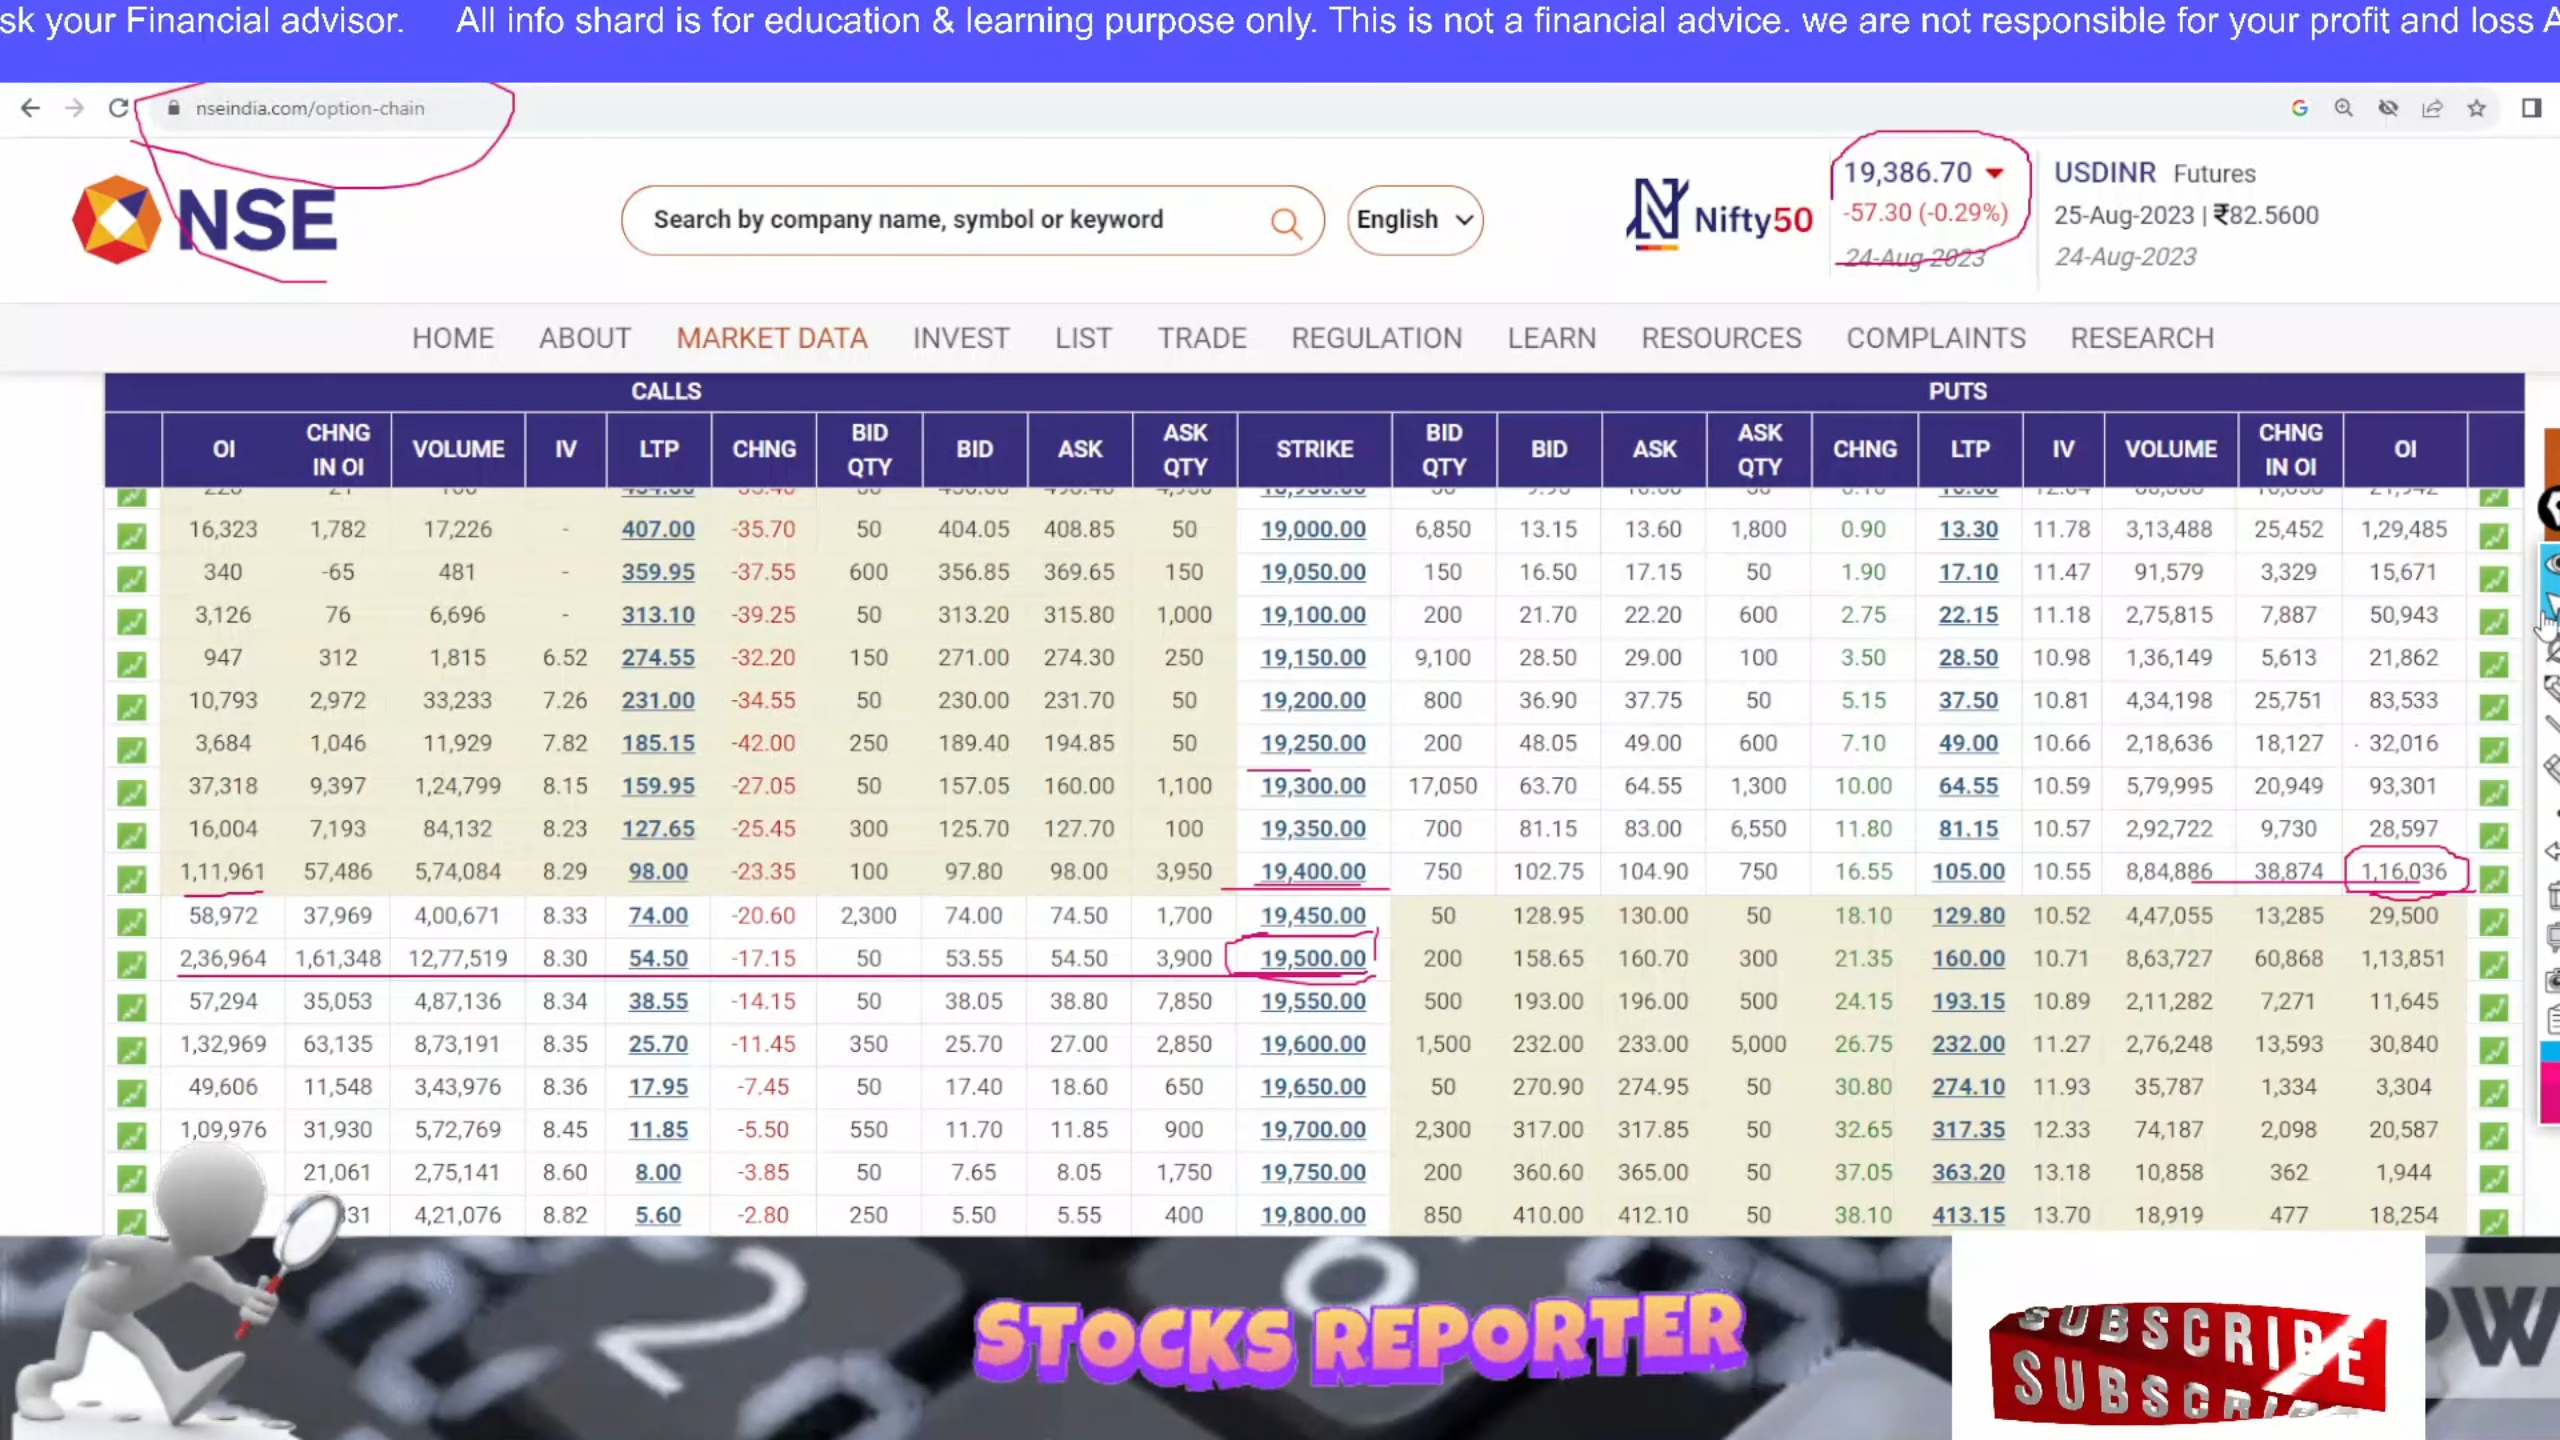 sk your Financial advisor. All info shard is for education & learning purpose only. This is not a financial advice. we are not responsible for your profit and loss A
nseindia.com/option-chain
NSE
Search by company name, symbol or keyword
English
Nifty50
19,386.70
-57.30 (-0.29%)
24-Aug-2023
USDINR Futures
25-Aug-2023 | ₹82.5600
24-Aug-2023
HOME ABOUT MARKET DATA INVEST LIST TRADE REGULATION LEARN RESOURCES COMPLAINTS RESEARCH
CALLS PUTS
OI CHNG IN OI VOLUME IV LTP CHNG BID QTY BID ASK ASK QTY STRIKE BID QTY BID ASK ASK QTY CHNG LTP IV VOLUME CHNG IN OI OI
16,323 1,782 17,226 - 407.00 -35.70 50 404.05 408.85 50 19,000.00 6,850 13.15 13.60 1,800 0.90 13.30 11.78 3,13,488 25,452 1,29,485
340 -65 481 - 359.95 -37.55 600 356.85 369.65 150 19,050.00 150 16.50 17.15 50 1.90 17.10 11.47 91,579 3,329 15,671
3,126 76 6,696 - 313.10 -39.25 50 313.20 315.80 1,000 19,100.00 200 21.70 22.20 600 2.75 22.15 11.18 2,75,815 7,887 50,943
947 312 1,815 6.52 274.55 -32.20 150 271.00 274.30 250 19,150.00 9,100 28.50 29.00 100 3.50 28.50 10.98 1,36,149 5,613 21,862
10,793 2,972 33,233 7.26 231.00 -34.55 50 230.00 231.70 50 19,200.00 800 36.90 37.75 50 5.15 37.50 10.81 4,34,198 25,751 83,533
3,684 1,046 11,929 7.82 185.15 -42.00 250 189.40 194.85 50 19,250.00 200 48.05 49.00 600 7.10 49.00 10.66 2,18,636 18,127 32,016
37,318 9,397 1,24,799 8.15 159.95 -27.05 50 157.05 160.00 1,100 19,300.00 17,050 63.70 64.55 1,300 10.00 64.55 10.59 5,79,995 20,949 93,301
16,004 7,193 84,132 8.23 127.65 -25.45 300 125.70 127.70 100 19,350.00 700 81.15 83.00 6,550 11.80 81.15 10.57 2,92,722 9,730 28,597
1,11,961 57,486 5,74,084 8.29 98.00 -23.35 100 97.80 98.00 3,950 19,400.00 750 102.75 104.90 750 16.55 105.00 10.55 8,84,886 38,874 1,16,036
58,972 37,969 4,00,671 8.33 74.00 -20.60 2,300 74.00 74.50 1,700 19,450.00 50 128.95 130.00 50 18.10 129.80 10.52 4,47,055 13,285 29,500
2,36,964 1,61,348 12,77,519 8.30 54.50 -17.15 50 53.55 54.50 3,900 19,500.00 200 158.65 160.70 300 21.35 160.00 10.71 8,63,727 60,868 1,13,851
57,294 35,053 4,87,136 8.34 38.55 -14.15 50 38.05 38.80 7,850 19,550.00 500 193.00 196.00 500 24.15 193.15 10.89 2,11,282 7,271 11,645
1,32,969 63,135 8,73,191 8.35 25.70 -11.45 350 25.70 27.00 2,850 19,600.00 1,500 232.00 233.00 5,000 26.75 232.00 11.27 2,76,248 13,593 30,840
49,606 11,548 3,43,976 8.36 17.95 -7.45 50 17.40 18.60 650 19,650.00 50 270.90 274.95 50 30.80 274.10 11.93 35,787 1,334 3,304
1,09,976 31,930 5,72,769 8.45 11.85 -5.50 550 11.70 11.85 900 19,700.00 2,300 317.00 317.85 50 32.65 317.35 12.33 74,187 2,098 20,587
21,061 2,75,141 8.60 8.00 -3.85 50 7.65 8.05 1,750 19,750.00 200 360.60 365.00 50 37.05 363.20 13.18 10,858 362 1,944
331 4,21,076 8.82 5.60 -2.80 250 5.50 5.55 400 19,800.00 850 410.00 412.10 50 38.10 413.15 13.70 18,919 477 18,254
STOCKS REPORTER
SUBSCRIBE
SUBSCRIBE